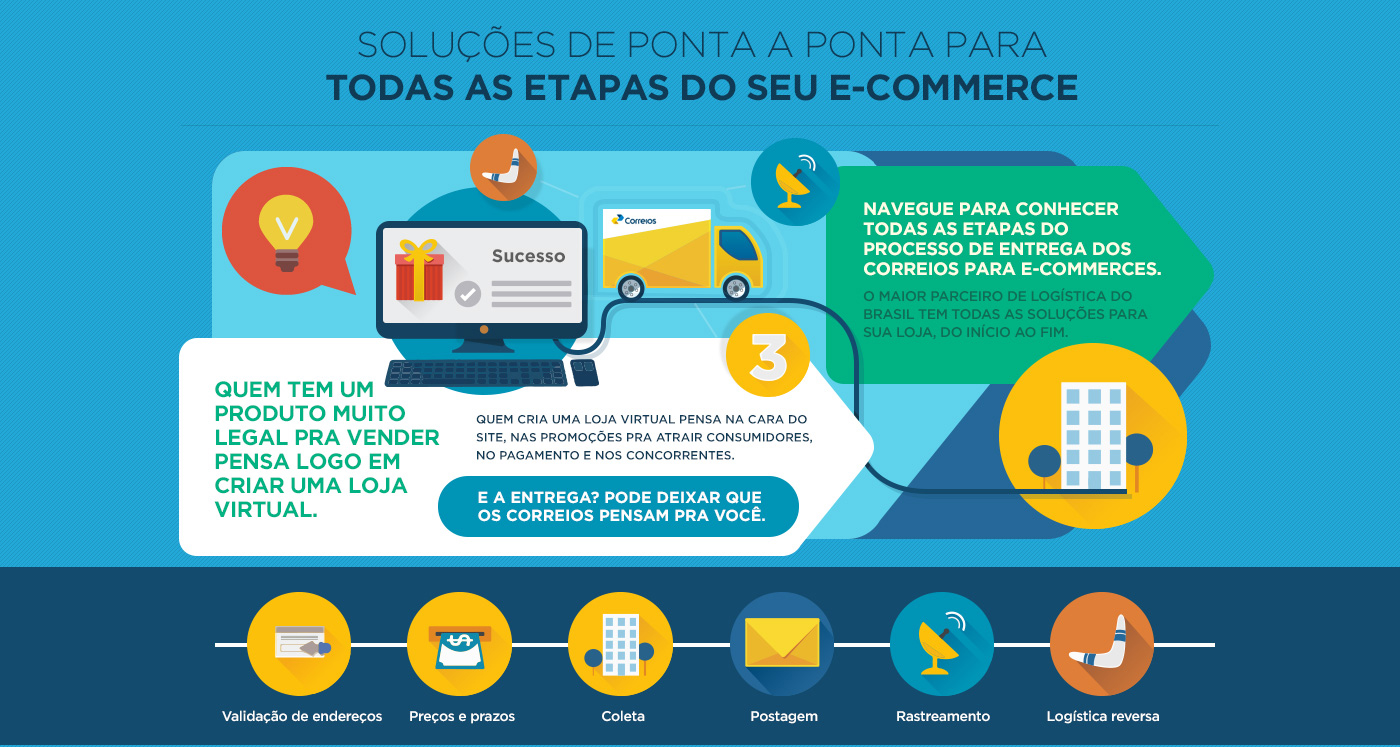 SOLUÇÕES DE PONTA A PONTA PARA
TODAS AS ETAPAS DO SEU E-COMMERCE
Correios
Sucesso
NAVEGUE PARA CONHECER
TODAS AS ETAPAS DO
PROCESSO DE ENTREGA DOS
CORREIOS PARA E-COMMERCES.
O MAIOR PARCEIRO DE LOGÍSTICA DO
BRASIL TEM TODAS AS SOLUÇÕES PARA
SUA LOJA, DO INÍCIO AO FIM.
3
QUEM TEM UM
PRODUTO MUITO
LEGAL PRA VENDER
PENSA LOGO EM
CRIAR UMA LOJA
VIRTUAL.
QUEM CRIA UMA LOJA VIRTUAL PENSA NA CARA DO
SITE, NAS PROMOÇÕES PRA ATRAIR CONSUMIDORES,
NO PAGAMENTO E NOS CONCORRENTES.
E A ENTREGA? PODE DEIXAR QUE
OS CORREIOS PENSAM PRA VOCÊ.
$
Validação de endereços
Preços e prazos
Coleta
Postagem
Rastreamento
Logística reversa